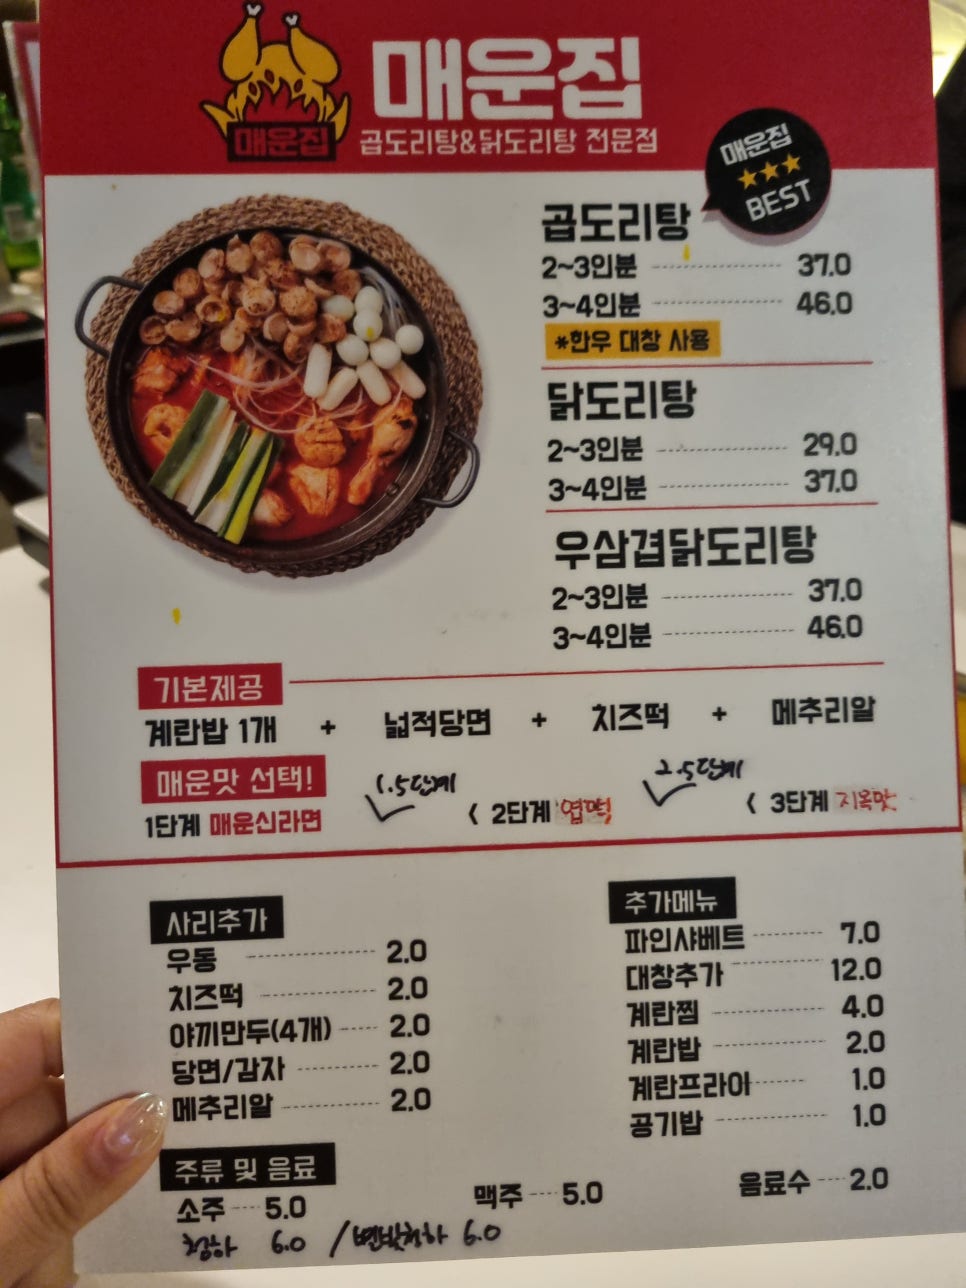 매운집
매운집
곱도리탕&닭도리탕 전문점
매운집
BEST
곱도리탕
2~3인분 37.0
3~4인분 46.0
*한우 대창 사용
닭도리탕
2~3인분 29.0
3~4인분 37.0
우삼겹닭도리탕
2~3인분 37.0
3~4인분 46.0
기본제공
계란밥 1개 + 넓적당면 + 치즈떡 + 메추리알
매운맛 선택!
1.5단계 2.5단계
1단계 매운신라면 < 2단계 엽떡 < 3단계 지옥맛
사리추가
우동 2.0
치즈떡 2.0
야끼만두(4개) 2.0
당면/감자 2.0
메추리알 2.0
추가메뉴
파인샤베트 7.0
대창추가 12.0
계란찜 4.0
계란밥 2.0
계란프라이 1.0
공기밥 1.0
주류 및 음료
소주 5.0 맥주 5.0 음료수 2.0
청하 6.0 / 별빛청하 6.0